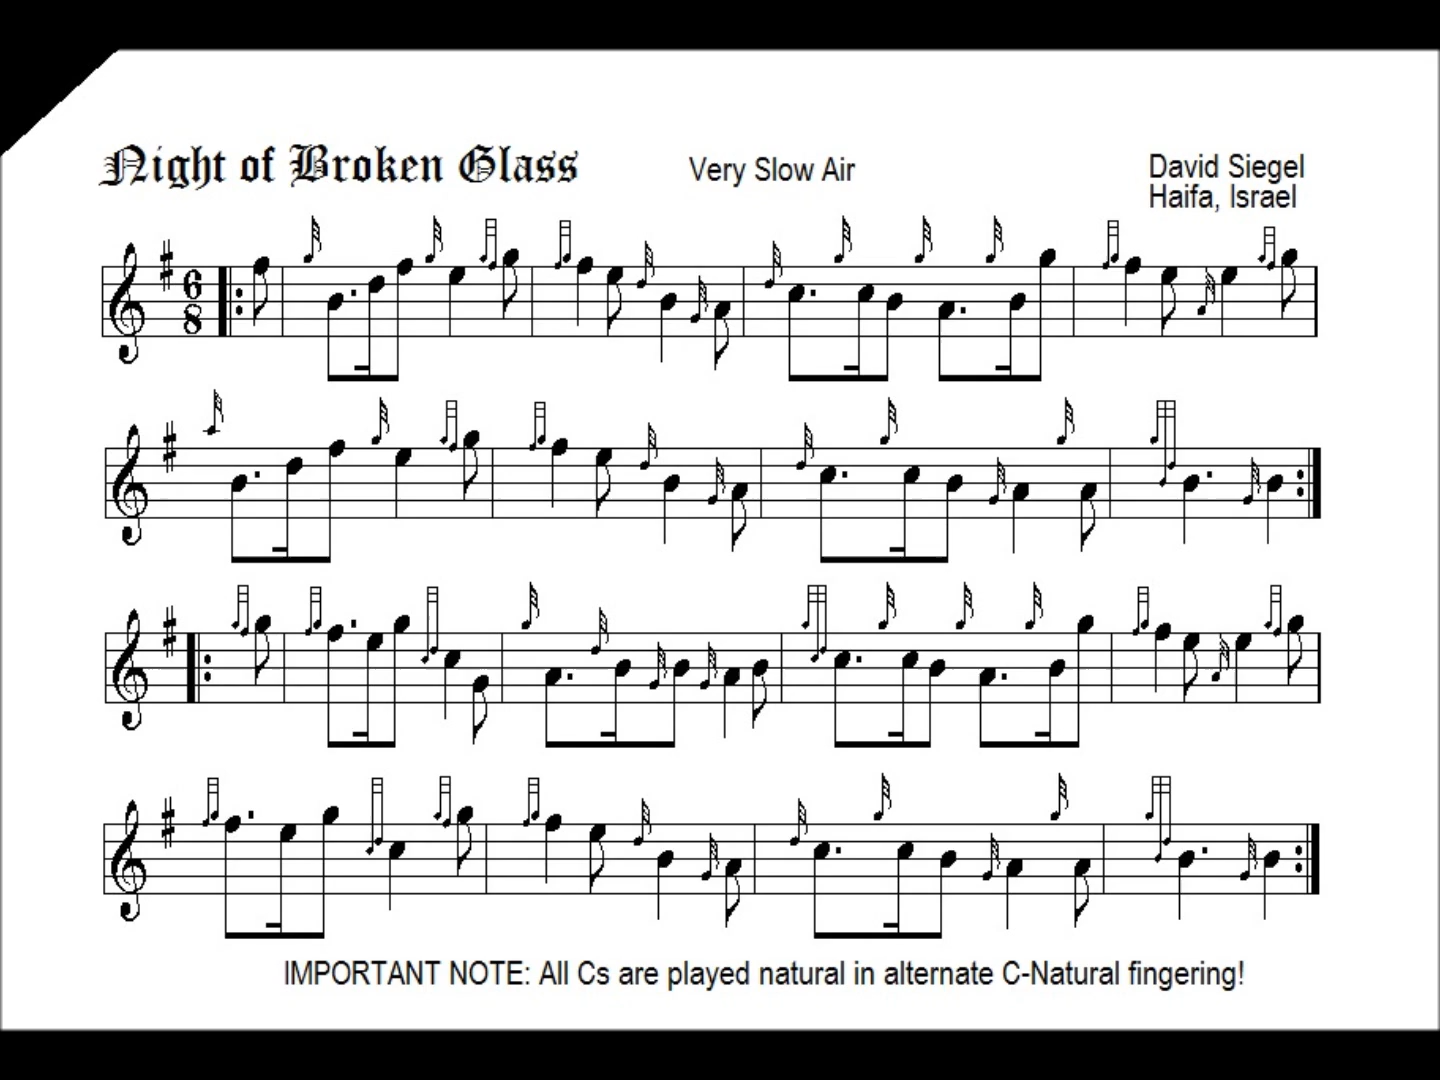 Night of Broken Glass
Very Slow Air
David Siegel
Haifa, Israel
6
8
IMPORTANT NOTE: All Cs are played natural in alternate C-Natural fingering!